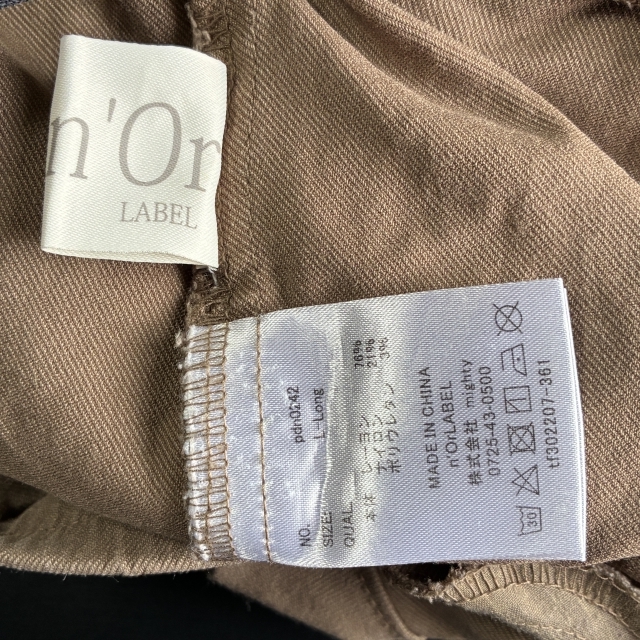 n'Or
LABEL
NO. pdn0242
SIZE: L-Long
QUAL.
本体 レーヨン 76%
ナイロン 21%
ポリウレタン 3%
MADE IN CHINA
n'OrLABEL
株式会社 mighty
0725-43-0500
30
tf302207-361